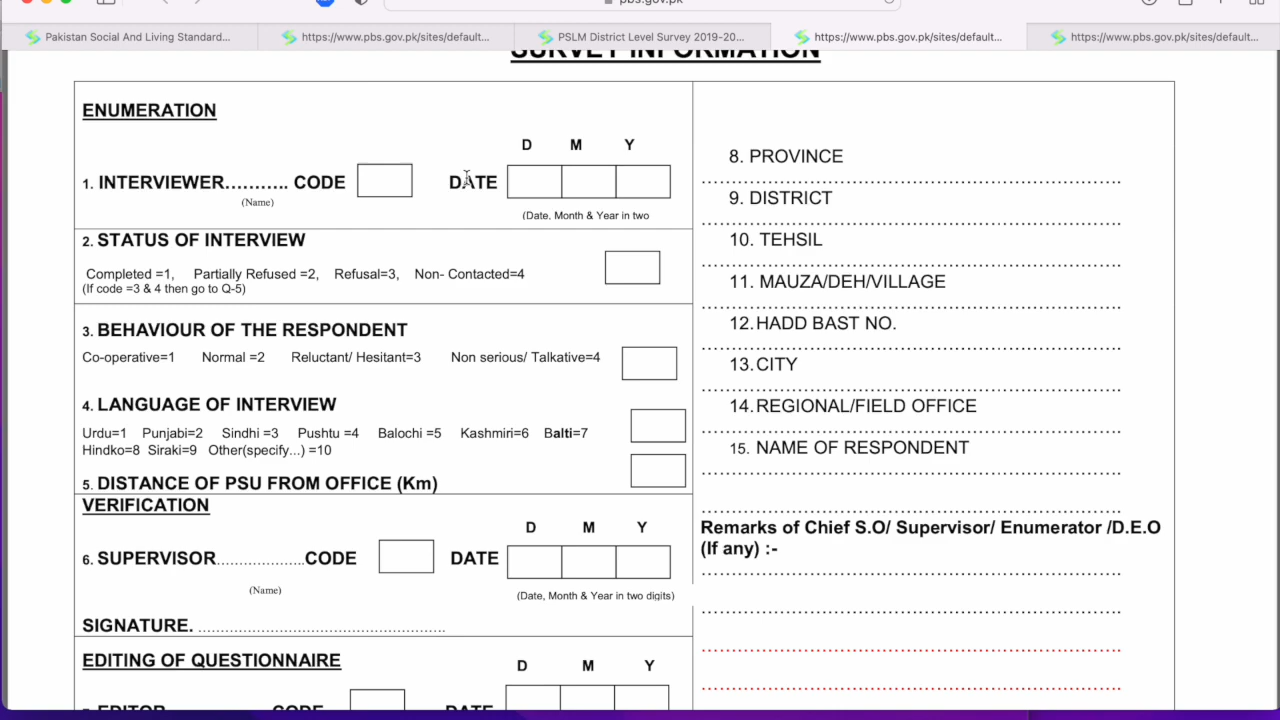 pbs.gov.pk
Pakistan Social And Living Standard...
https://www.pbs.gov.pk/sites/default...
PSLM District Level Survey 2019-20...
https://www.pbs.gov.pk/sites/default...
https://www.pbs.gov.pk/sites/default...
SURVEY INFORMATION
ENUMERATION
D M Y
1. INTERVIEWER.......... CODE DATE
(Name)
(Date, Month & Year in two
2. STATUS OF INTERVIEW
Completed =1, Partially Refused =2, Refusal=3, Non- Contacted=4
(If code =3 & 4 then go to Q-5)
3. BEHAVIOUR OF THE RESPONDENT
Co-operative=1 Normal =2 Reluctant/ Hesitant=3 Non serious/ Talkative=4
4. LANGUAGE OF INTERVIEW
Urdu=1 Punjabi=2 Sindhi =3 Pushtu =4 Balochi =5 Kashmiri=6 Balti=7
Hindko=8 Siraki=9 Other(specify...) =10
5. DISTANCE OF PSU FROM OFFICE (Km)
VERIFICATION
D M Y
6. SUPERVISOR....................CODE DATE
(Name)
(Date, Month & Year in two digits)
SIGNATURE. ..................................................
EDITING OF QUESTIONNAIRE
D M Y
7. EDITOR.................. CODE DATE
8. PROVINCE
9. DISTRICT
10. TEHSIL
11. MAUZA/DEH/VILLAGE
12. HADD BAST NO.
13. CITY
14. REGIONAL/FIELD OFFICE
15. NAME OF RESPONDENT
Remarks of Chief S.O/ Supervisor/ Enumerator /D.E.O
(If any) :-